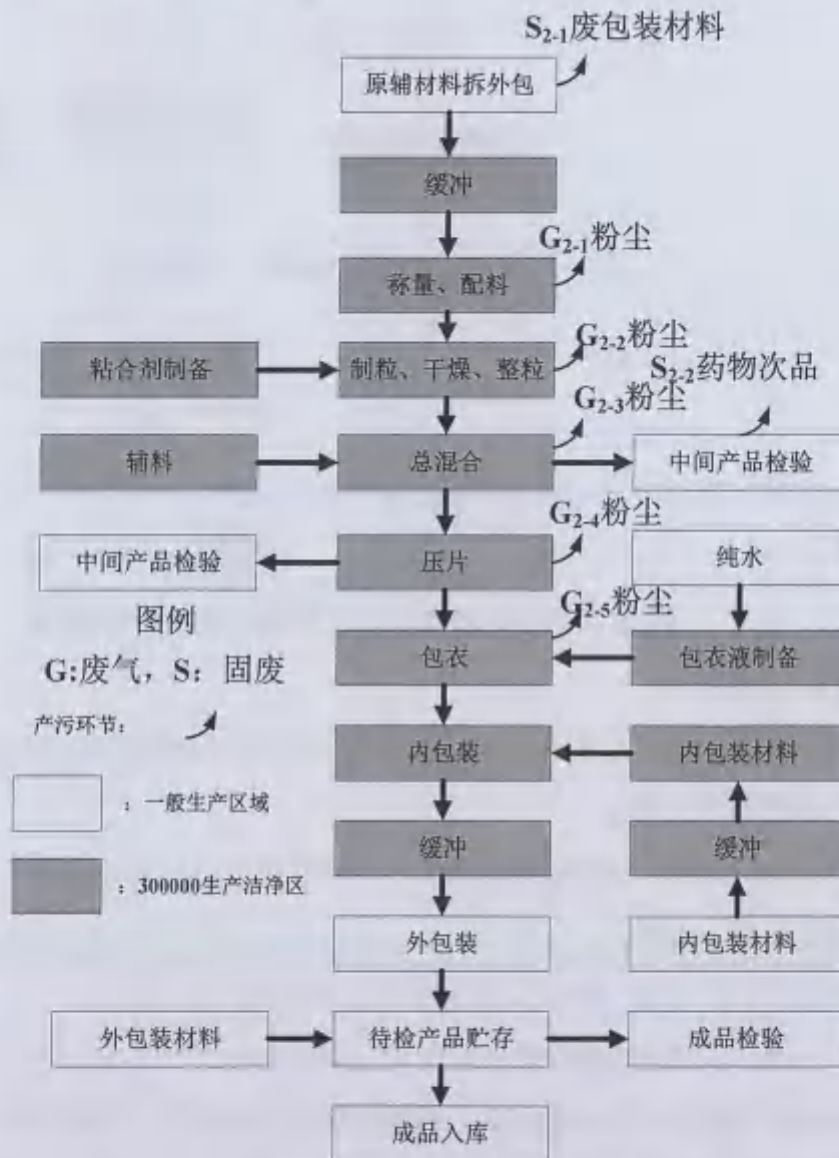 S2-1废包装材料
原辅材料拆外包
缓冲
G2-1粉尘
称量、配料
G2-2粉尘
粘合剂制备
制粒、干燥、整粒
S2-2药物次品
G2-3粉尘
辅料
总混合
中间产品检验
G2-4粉尘
中间产品检验
压片
纯水
图例
G2-5粉尘
包衣
包衣液制备
G:废气，S：固废
产污环节：
内包装
内包装材料
：一般生产区域
缓冲
缓冲
：300000生产洁净区
外包装
内包装材料
外包装材料
待检产品贮存
成品检验
成品入库